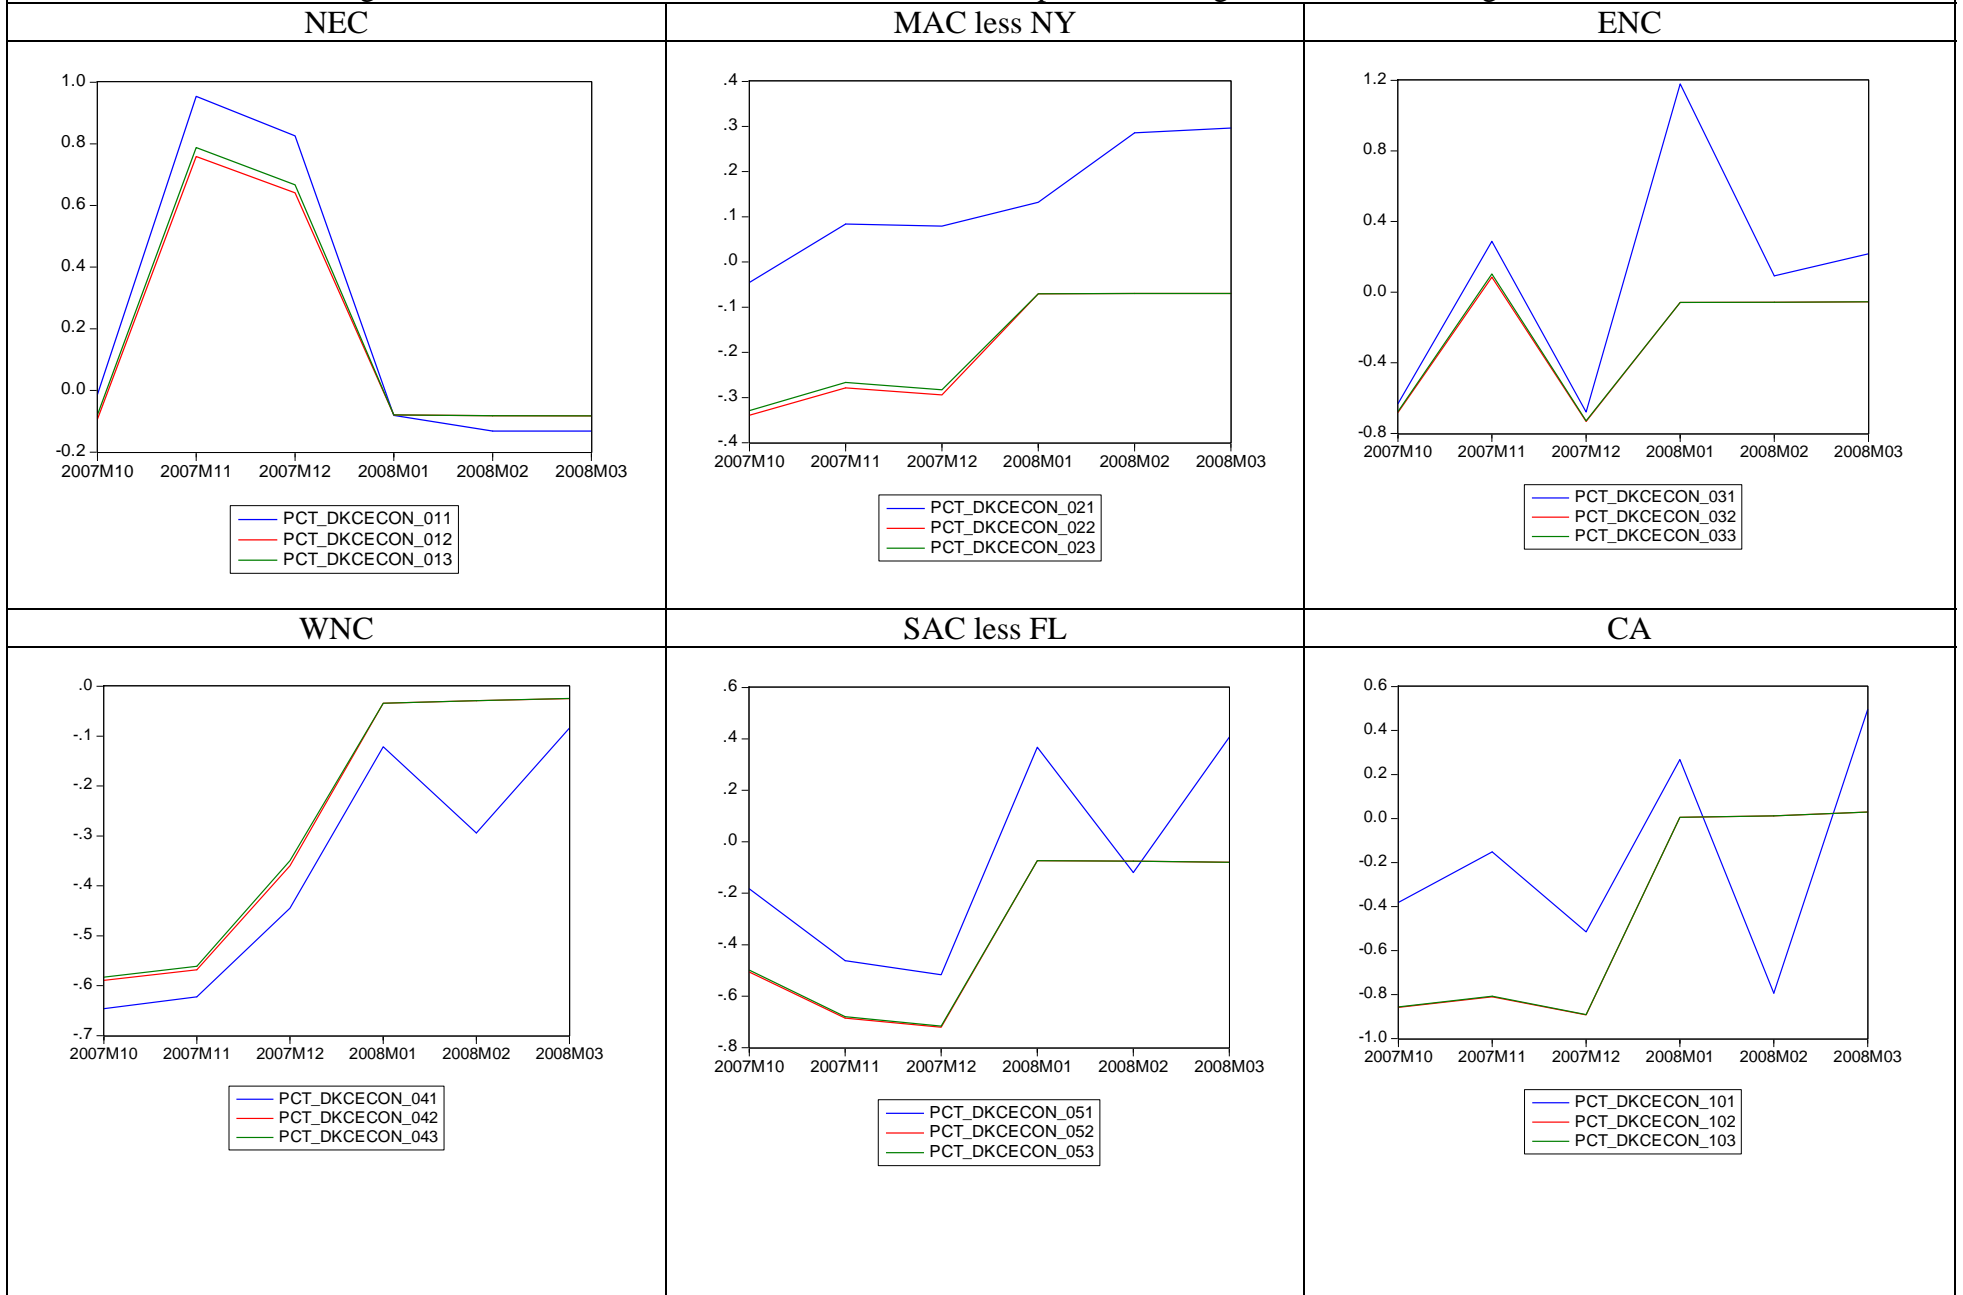 NEC
MAC less NY
ENC
1.0
0.8
0.6
0.4
0.2
0.0
-0.2
2007M10 2007M11 2007M12 2008M01 2008M02 2008M03
PCT_DKCECON_011
PCT_DKCECON_012
PCT_DKCECON_013
.4
.3
.2
.1
.0
-.1
-.2
-.3
-.4
2007M10 2007M11 2007M12 2008M01 2008M02 2008M03
PCT_DKCECON_021
PCT_DKCECON_022
PCT_DKCECON_023
1.2
0.8
0.4
0.0
-0.4
-0.8
2007M10 2007M11 2007M12 2008M01 2008M02 2008M03
PCT_DKCECON_031
PCT_DKCECON_032
PCT_DKCECON_033
WNC
SAC less FL
CA
.0
-.1
-.2
-.3
-.4
-.5
-.6
-.7
2007M10 2007M11 2007M12 2008M01 2008M02 2008M03
PCT_DKCECON_041
PCT_DKCECON_042
PCT_DKCECON_043
.6
.4
.2
.0
-.2
-.4
-.6
-.8
2007M10 2007M11 2007M12 2008M01 2008M02 2008M03
PCT_DKCECON_051
PCT_DKCECON_052
PCT_DKCECON_053
0.6
0.4
0.2
0.0
-0.2
-0.4
-0.6
-0.8
-1.0
2007M10 2007M11 2007M12 2008M01 2008M02 2008M03
PCT_DKCECON_101
PCT_DKCECON_102
PCT_DKCECON_103